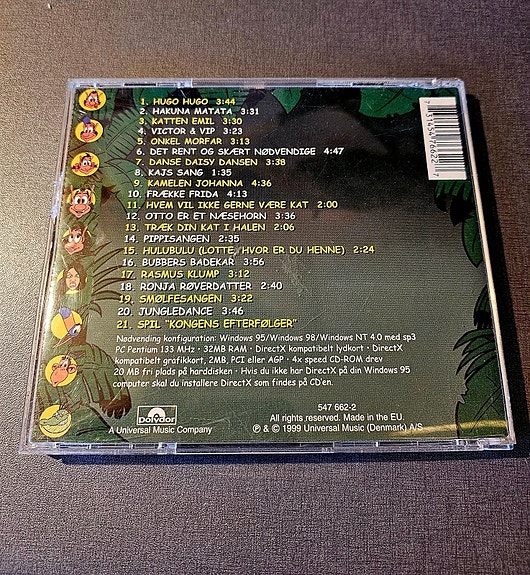 1. HUGO HUGO 3:44
2. HAKUNA MATATA 3:31
3. KATTEN EMIL 3:30
4. VICTOR & VIP 3:23
5. ONKEL MORFAR 3:13
6. DET RENT OG SKÆRT NØDVENDIGE 4:47
7. DANSE DAISY DANSEN 3:38
8. KAJS SANG 1:35
9. KAMELEN JOHANNA 4:36
10. FRÆKKE FRIDA 4:13
11. HVEM VIL IKKE GERNE VÆRE KAT 2:00
12. OTTO ER ET NÆSEHORN 3:36
13. TRÆK DIN KAT I HALEN 2:06
14. PIPPISANGEN 2:35
15. HULUBULU (LOTTE, HVOR ER DU HENNE) 2:24
16. BUBBERS BADEKAR 3:56
17. RASMUS KLUMP 3:12
18. RONJA RØVERDATTER 2:40
19. SMØLFESANGEN 3:22
20. JUNGLEDANCE 3:46
21. SPIL "KONGENS EFTERFØLGER"
Nødvending konfiguration: Windows 95/Windows 98/Windows NT 4.0 med sp3
PC Pentium 133 MHz • 32MB RAM • DirectX kompatibelt lydkort • DirectX
kompatibelt grafikkort, 2MB, PCI eller AGP • 4x speed CD-ROM drev
20 MB fri plads på harddisken • Hvis du ikke har DirectX på din Windows 95
computer skal du installere DirectX som findes på CD'en.
Polydor
A Universal Music Company
547 662-2
All rights reserved. Made in the EU.
℗ & © 1999 Universal Music (Denmark) A/S
7 31454 76622 7